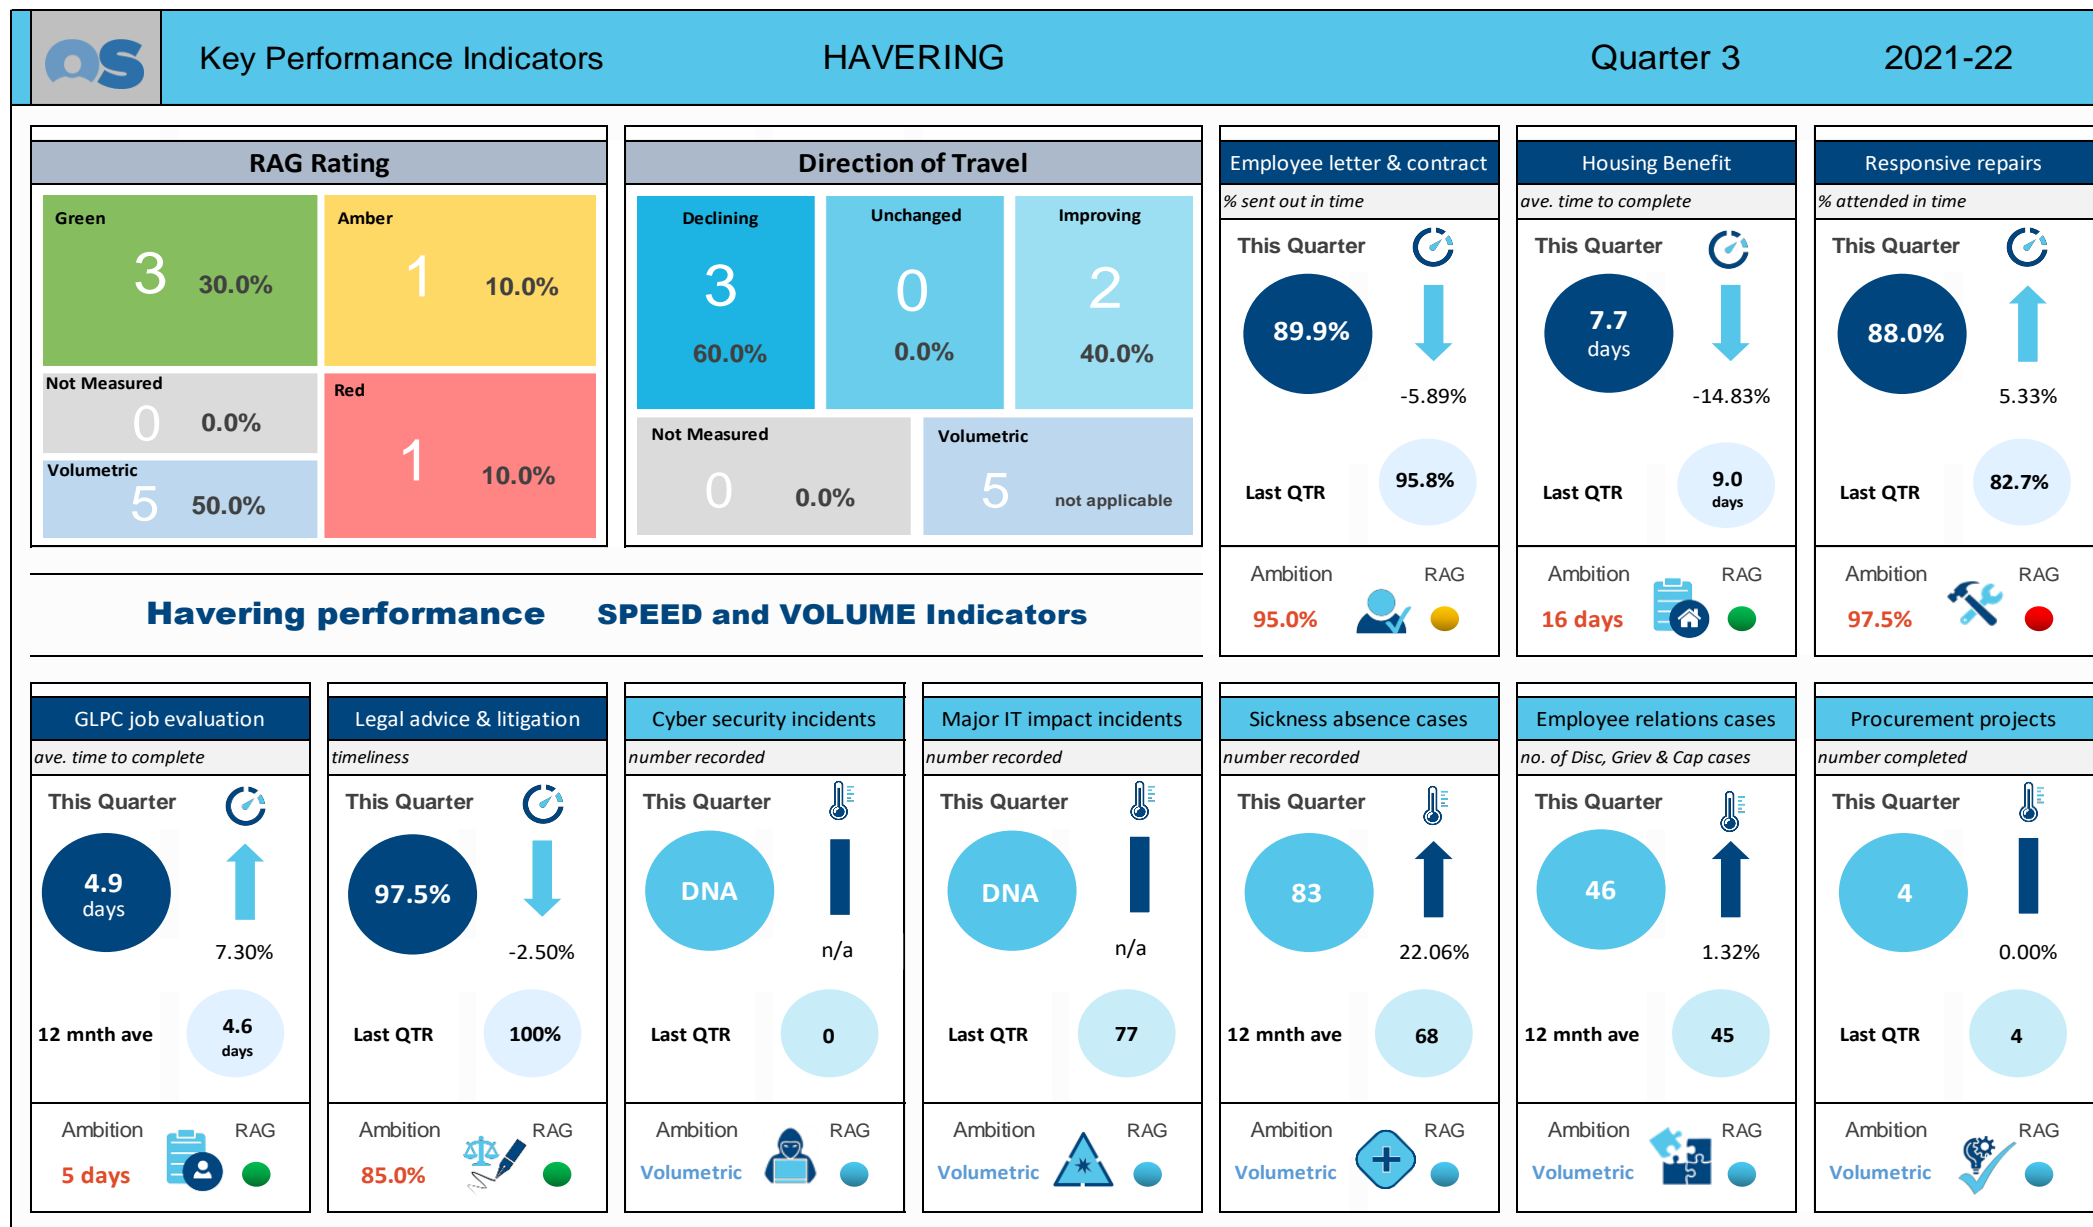 OS
Key Performance Indicators
HAVERING
Quarter 3
2021-22
RAG Rating
Green
3 30.0%
Amber
1 10.0%
Not Measured
0 0.0%
Volumetric
5 50.0%
Red
1 10.0%
Direction of Travel
Declining
3
60.0%
Unchanged
0
0.0%
Improving
2
40.0%
Not Measured
0 0.0%
Volumetric
5 not applicable
Employee letter & contract
% sent out in time
This Quarter
89.9%
-5.89%
Last QTR
95.8%
Ambition
RAG
95.0%
Housing Benefit
ave. time to complete
This Quarter
7.7
days
-14.83%
Last QTR
9.0
days
Ambition
RAG
16 days
Responsive repairs
% attended in time
This Quarter
88.0%
5.33%
Last QTR
82.7%
Ambition
RAG
97.5%
Havering performance SPEED and VOLUME Indicators
GLPC job evaluation
ave. time to complete
This Quarter
4.9
days
7.30%
12 mnth ave
4.6
days
Ambition
RAG
5 days
Legal advice & litigation
timeliness
This Quarter
97.5%
-2.50%
Last QTR
100%
Ambition
RAG
85.0%
Cyber security incidents
number recorded
This Quarter
DNA
n/a
Last QTR
0
Ambition
RAG
Volumetric
Major IT impact incidents
number recorded
This Quarter
DNA
n/a
Last QTR
77
Ambition
RAG
Volumetric
Sickness absence cases
number recorded
This Quarter
83
22.06%
12 mnth ave
68
Ambition
RAG
Volumetric
Employee relations cases
no. of Disc, Griev & Cap cases
This Quarter
46
1.32%
12 mnth ave
45
Ambition
RAG
Volumetric
Procurement projects
number completed
This Quarter
4
0.00%
Last QTR
4
Ambition
RAG
Volumetric